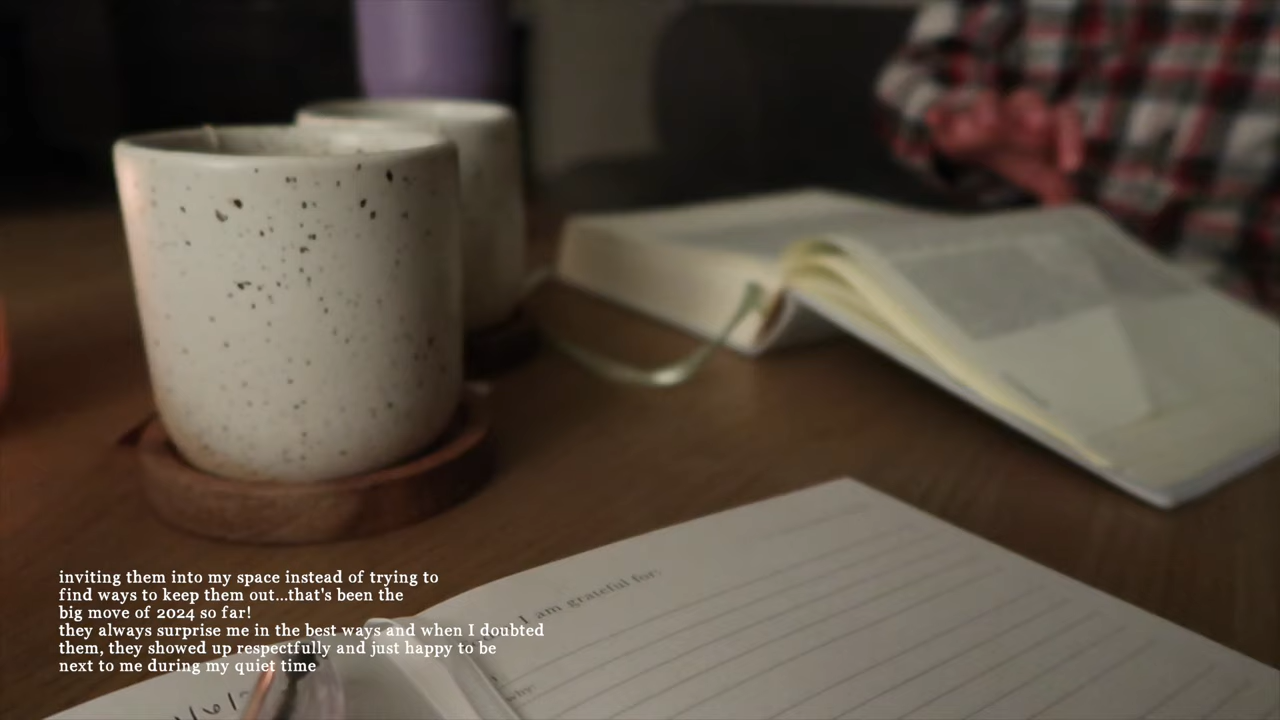 I am grateful for:
why:
inviting them into my space instead of trying to
find ways to keep them out...that's been the
big move of 2024 so far!
they always surprise me in the best ways and when I doubted
them, they showed up respectfully and just happy to be
next to me during my quiet time